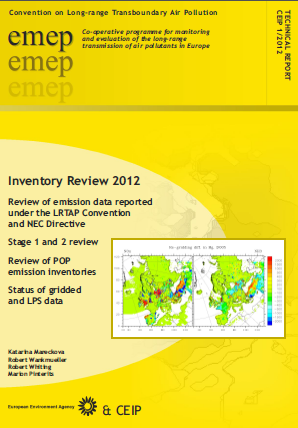 Convention on Long-range Transboundary Air Pollution
emep
emep
emep
Co-operative programme for monitoring
and evaluation of the long-range
transmission of air pollutants in Europe
TECHNICAL REPORT
CEIP 1/2012
Inventory Review 2012
Review of emission data reported
under the LRTAP Convention
and NEC Directive
Stage 1 and 2 review
Review of POP
emission inventories
Status of gridded
and LPS data
Katarina Mareckova
Robert Wankmueller
Robert Whiting
Marion Pinterits
European Environment Agency
& CEIP